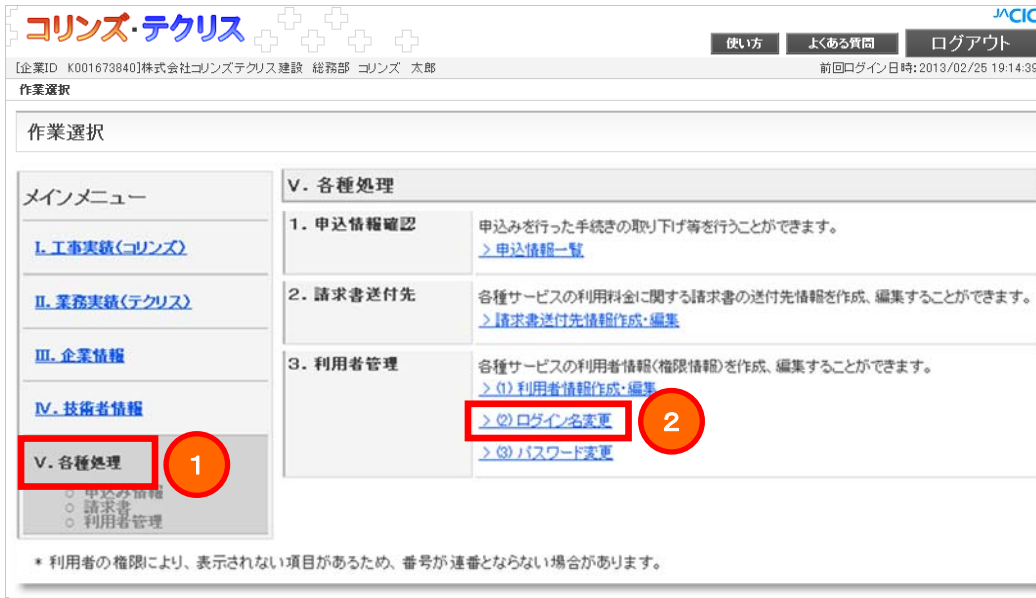 コリンズ・テクリス
JACIC
使い方 よくある質問 ログアウト
[企業ID K001673840]株式会社コリンズテクリス建設 総務部 コリンズ 太郎 前回ログイン日時:2013/02/25 19:14:39
作業選択
作業選択
メインメニュー
I. 工事実績(コリンズ)
II. 業務実績(テクリス)
III. 企業情報
IV. 技術者情報
V. 各種処理
1
○ 申込み情報
○ 請求書
○ 利用者管理
V. 各種処理
1. 申込情報確認
申込みを行った手続きの取り下げ等を行うことができます。
> 申込情報一覧
2. 請求書送付先
各種サービスの利用料金に関する請求書の送付先情報を作成、編集することができます。
> 請求書送付先情報作成・編集
3. 利用者管理
各種サービスの利用者情報(権限情報)を作成、編集することができます。
> (1) 利用者情報作成・編集
> (2) ログイン名変更
2
> (3) パスワード変更
* 利用者の権限により、表示されない項目があるため、番号が連番とならない場合があります。